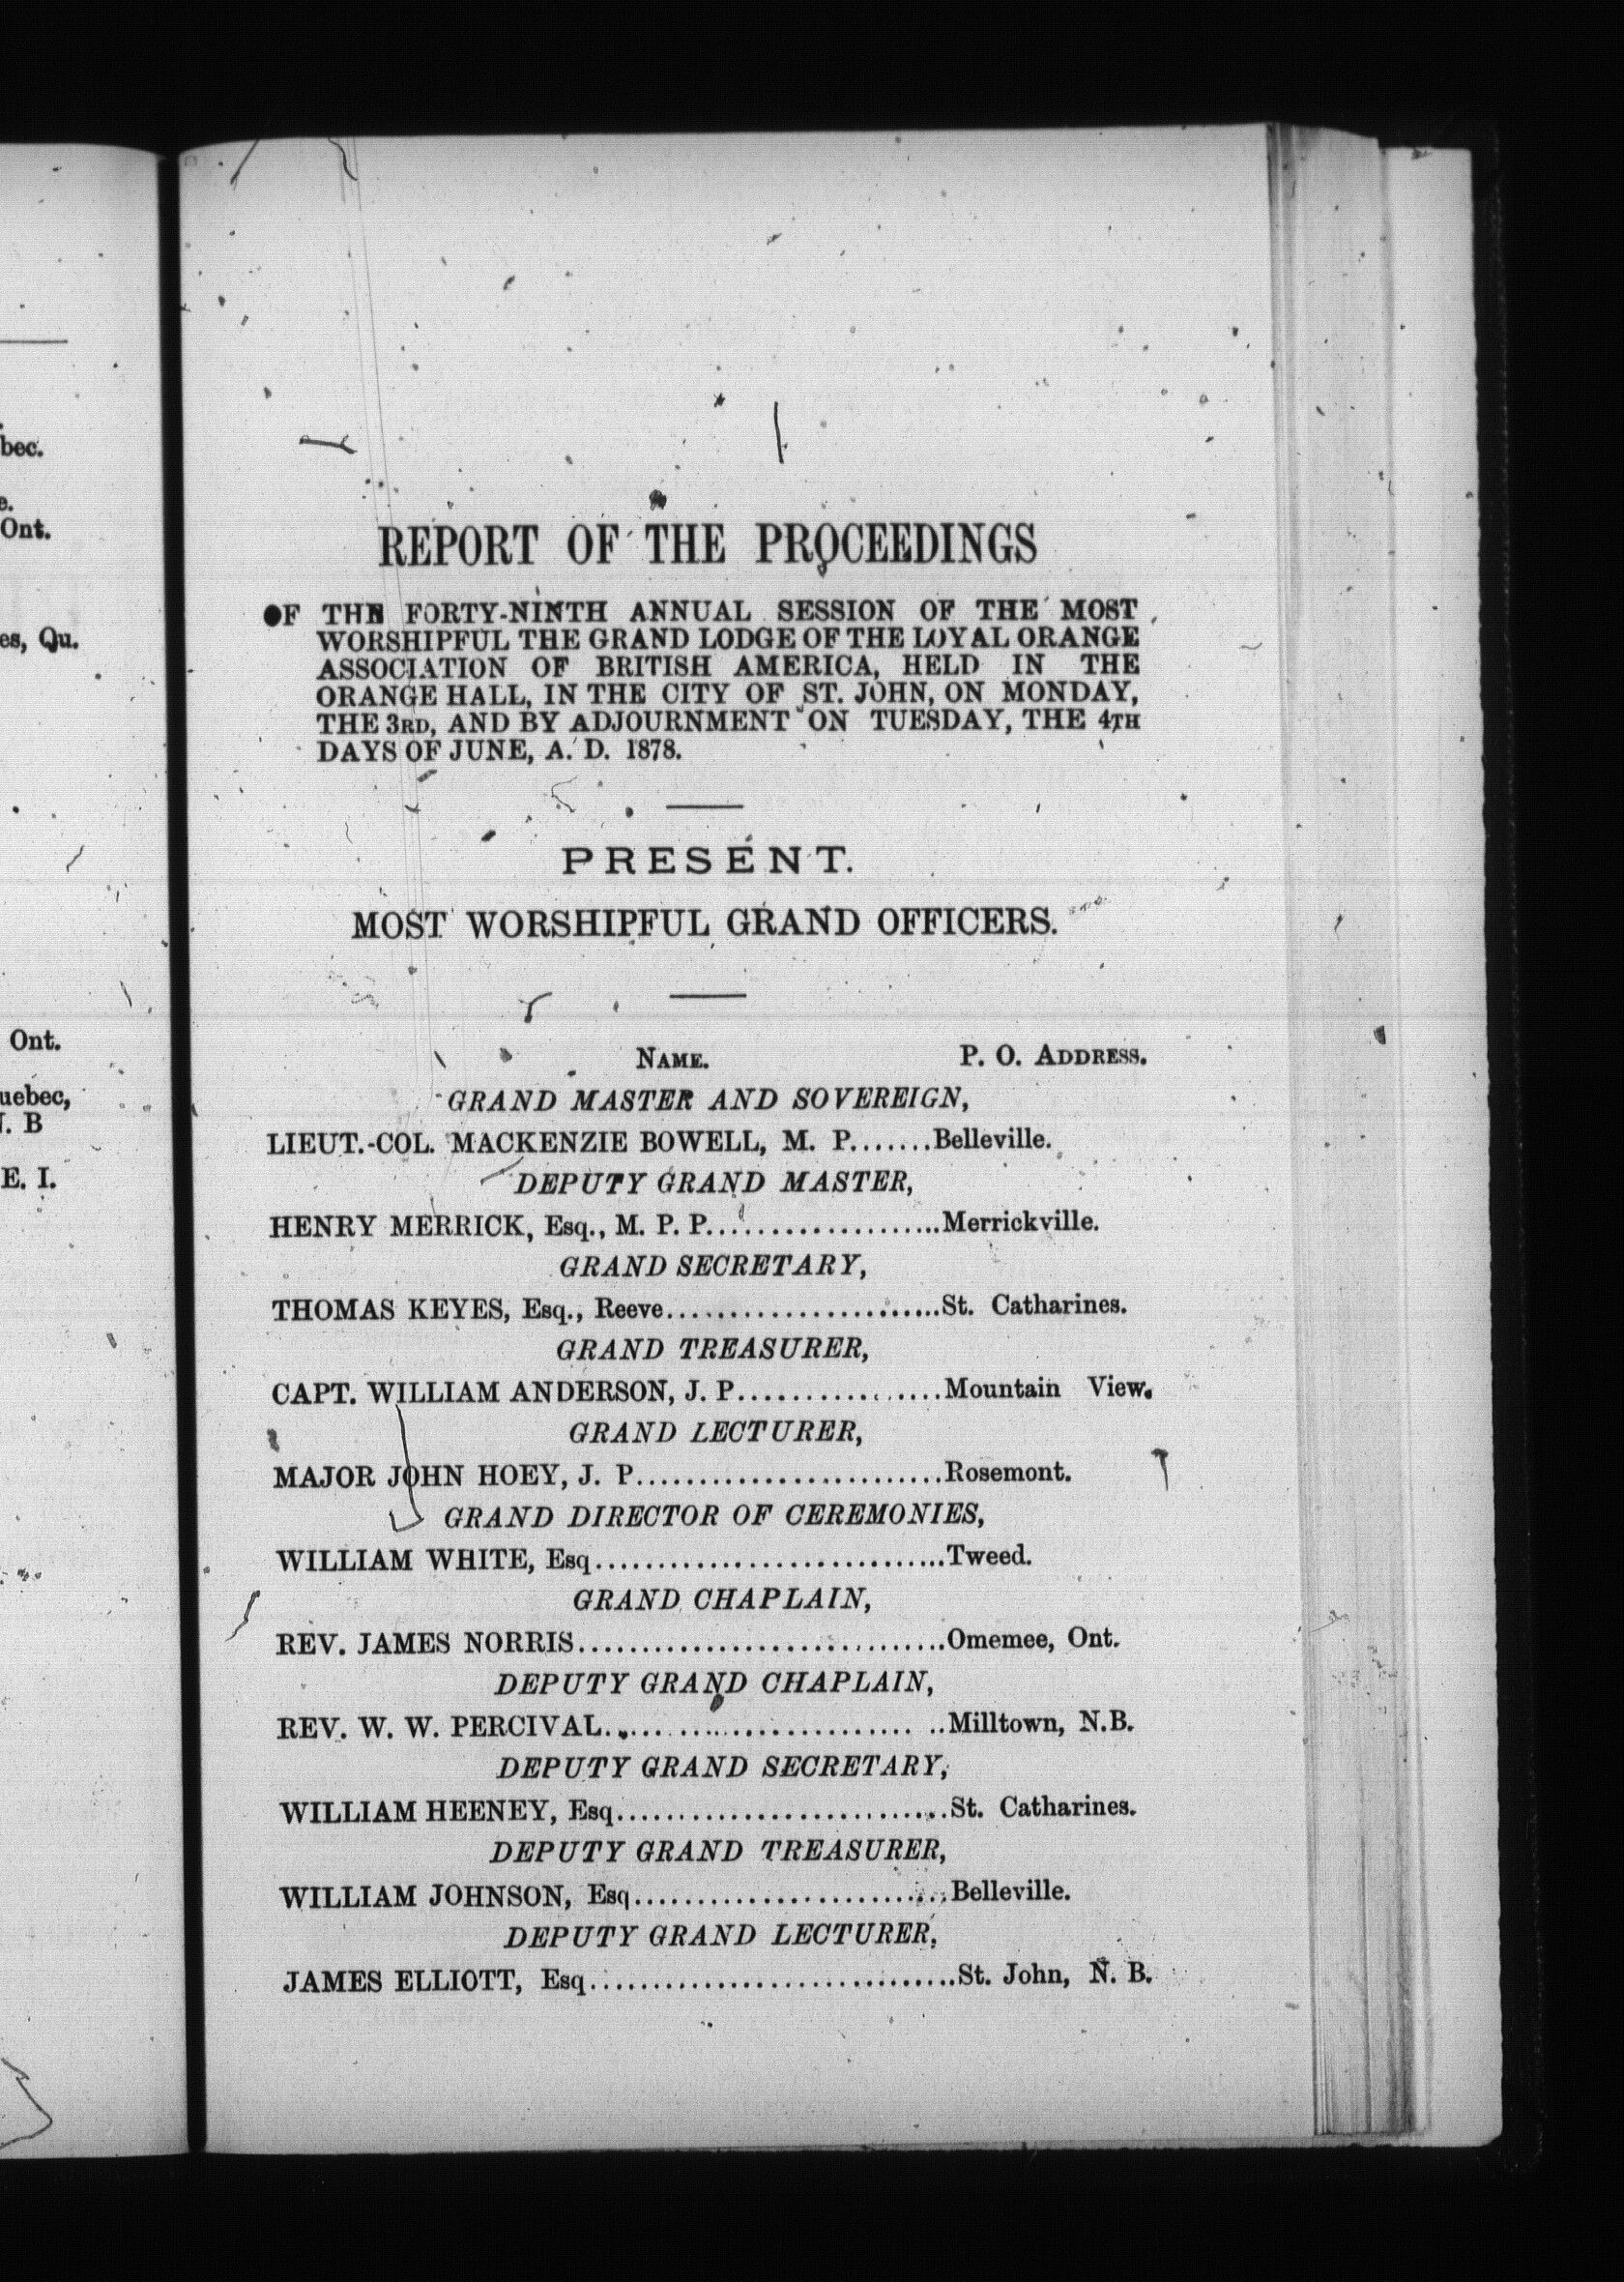 bec.
e.
Ont.
es, Qu.
Ont.
uebec,
. B
E. I.
REPORT OF THE PROCEEDINGS
OF THE FORTY-NINTH ANNUAL SESSION OF THE MOST
WORSHIPFUL THE GRAND LODGE OF THE LOYAL ORANGE
ASSOCIATION OF BRITISH AMERICA, HELD IN THE
ORANGE HALL, IN THE CITY OF ST. JOHN, ON MONDAY,
THE 3RD, AND BY ADJOURNMENT ON TUESDAY, THE 4TH
DAYS OF JUNE, A. D. 1878.
PRESENT.
MOST WORSHIPFUL GRAND OFFICERS.
NAME. P. O. ADDRESS.
GRAND MASTER AND SOVEREIGN,
LIEUT.-COL. MACKENZIE BOWELL, M. P.......Belleville.
DEPUTY GRAND MASTER,
HENRY MERRICK, Esq., M. P. P...................Merrickville.
GRAND SECRETARY,
THOMAS KEYES, Esq., Reeve......................St. Catharines.
GRAND TREASURER,
CAPT. WILLIAM ANDERSON, J. P.................Mountain View.
GRAND LECTURER,
MAJOR JOHN HOEY, J. P.........................Rosemont.
GRAND DIRECTOR OF CEREMONIES,
WILLIAM WHITE, Esq............................Tweed.
GRAND CHAPLAIN,
REV. JAMES NORRIS.............................Omemee, Ont.
DEPUTY GRAND CHAPLAIN,
REV. W. W. PERCIVAL...........................Milltown, N.B.
DEPUTY GRAND SECRETARY,
WILLIAM HEENEY, Esq...........................St. Catharines.
DEPUTY GRAND TREASURER,
WILLIAM JOHNSON, Esq.........................Belleville.
DEPUTY GRAND LECTURER,
JAMES ELLIOTT, Esq.............................St. John, N. B.